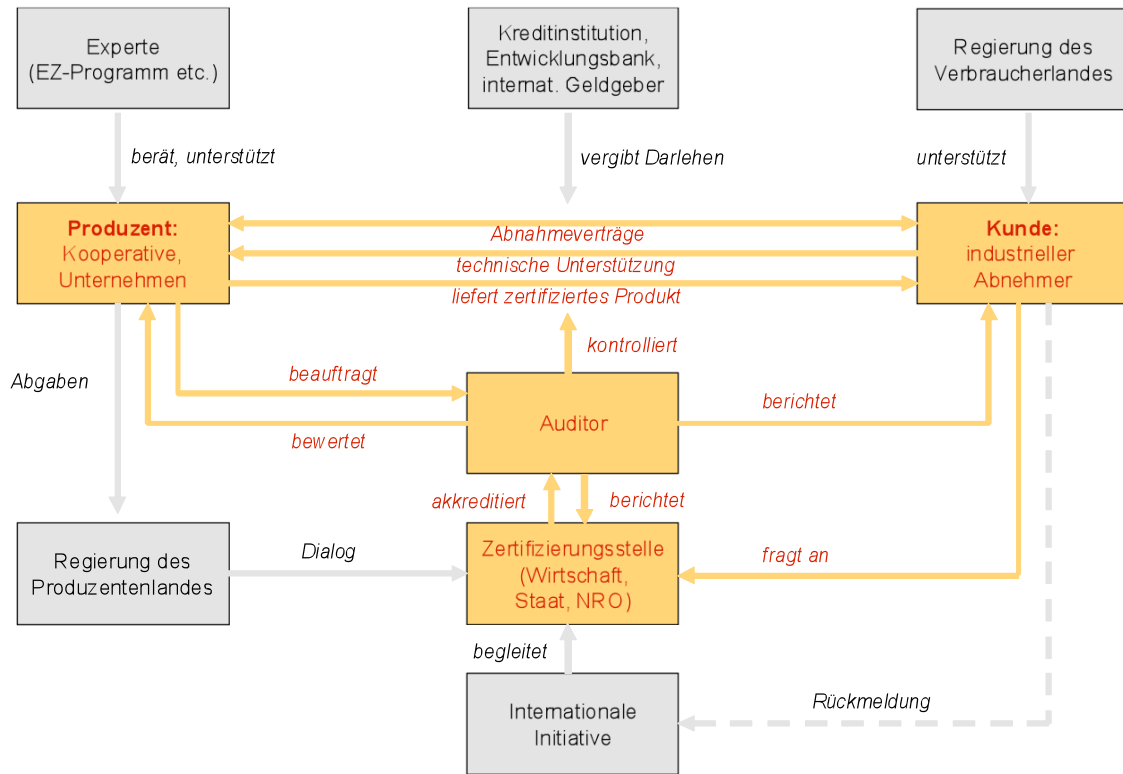 Experte
(EZ-Programm etc.)
Kreditinstitution,
Entwicklungsbank,
internat. Geldgeber
Regierung des
Verbraucherlandes
berät, unterstützt
vergibt Darlehen
unterstützt
Produzent:
Kooperative,
Unternehmen
Abnahmeverträge
technische Unterstützung
liefert zertifiziertes Produkt
Kunde:
industrieller
Abnehmer
kontrolliert
Abgaben
beauftragt
bewertet
Auditor
berichtet
akkreditiert
berichtet
Regierung des
Produzentenlandes
Dialog
Zertifizierungsstelle
(Wirtschaft,
Staat, NRO)
fragt an
begleitet
Internationale
Initiative
Rückmeldung